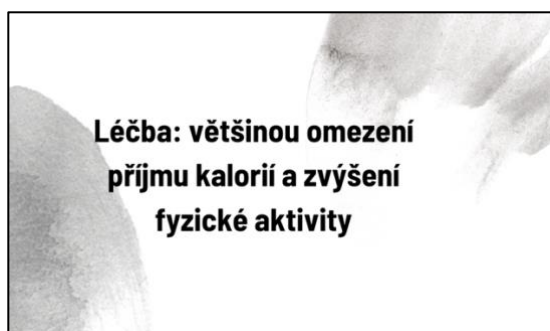 Léčba: většinou omezení
příjmu kalorií a zvýšení
fyzické aktivity